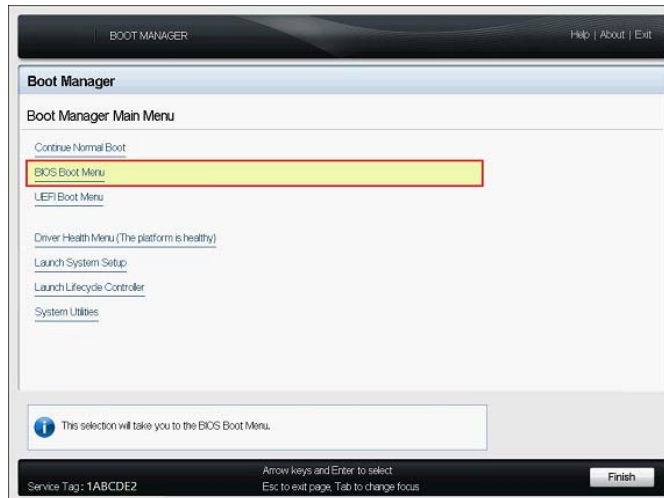 BOOT MANAGER
Help | About | Exit
Boot Manager
Boot Manager Main Menu
Continue Normal Boot
BIOS Boot Menu
UEFI Boot Menu
Driver Health Menu (The platform is healthy)
Launch System Setup
Launch Lifecycle Controller
System Utilities
This selection will take you to the BIOS Boot Menu.
Service Tag: 1ABCDE2
Arrow keys and Enter to select
Esc to exit page, Tab to change focus
Finish